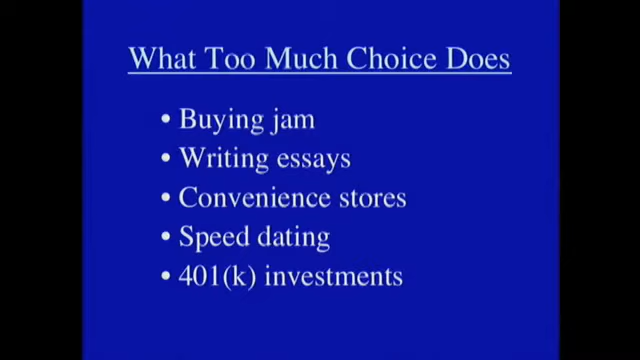 What Too Much Choice Does
• Buying jam
• Writing essays
• Convenience stores
• Speed dating
• 401(k) investments